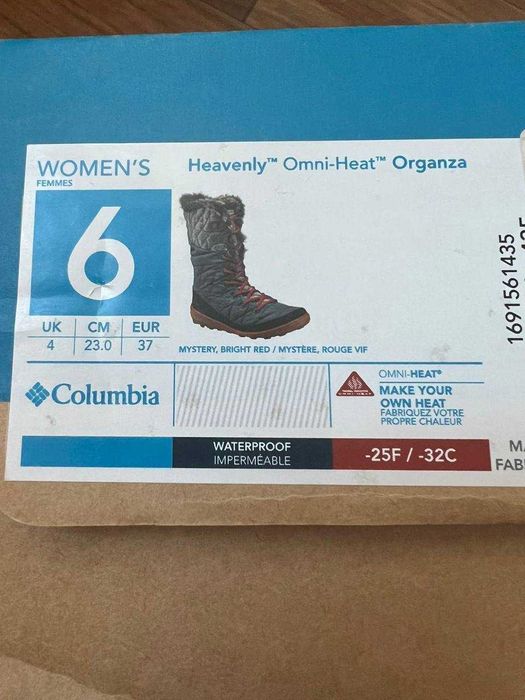 WOMEN'S
FEMMES
Heavenly™ Omni-Heat™ Organza
6
UK CM EUR
4 23.0 37
MYSTERY, BRIGHT RED / MYSTÈRE, ROUGE VIF
Columbia
OMNI-HEAT®
MAKE YOUR
OWN HEAT
FABRIQUEZ VOTRE
PROPRE CHALEUR
WATERPROOF
IMPERMÉABLE
-25F / -32C
1691561435